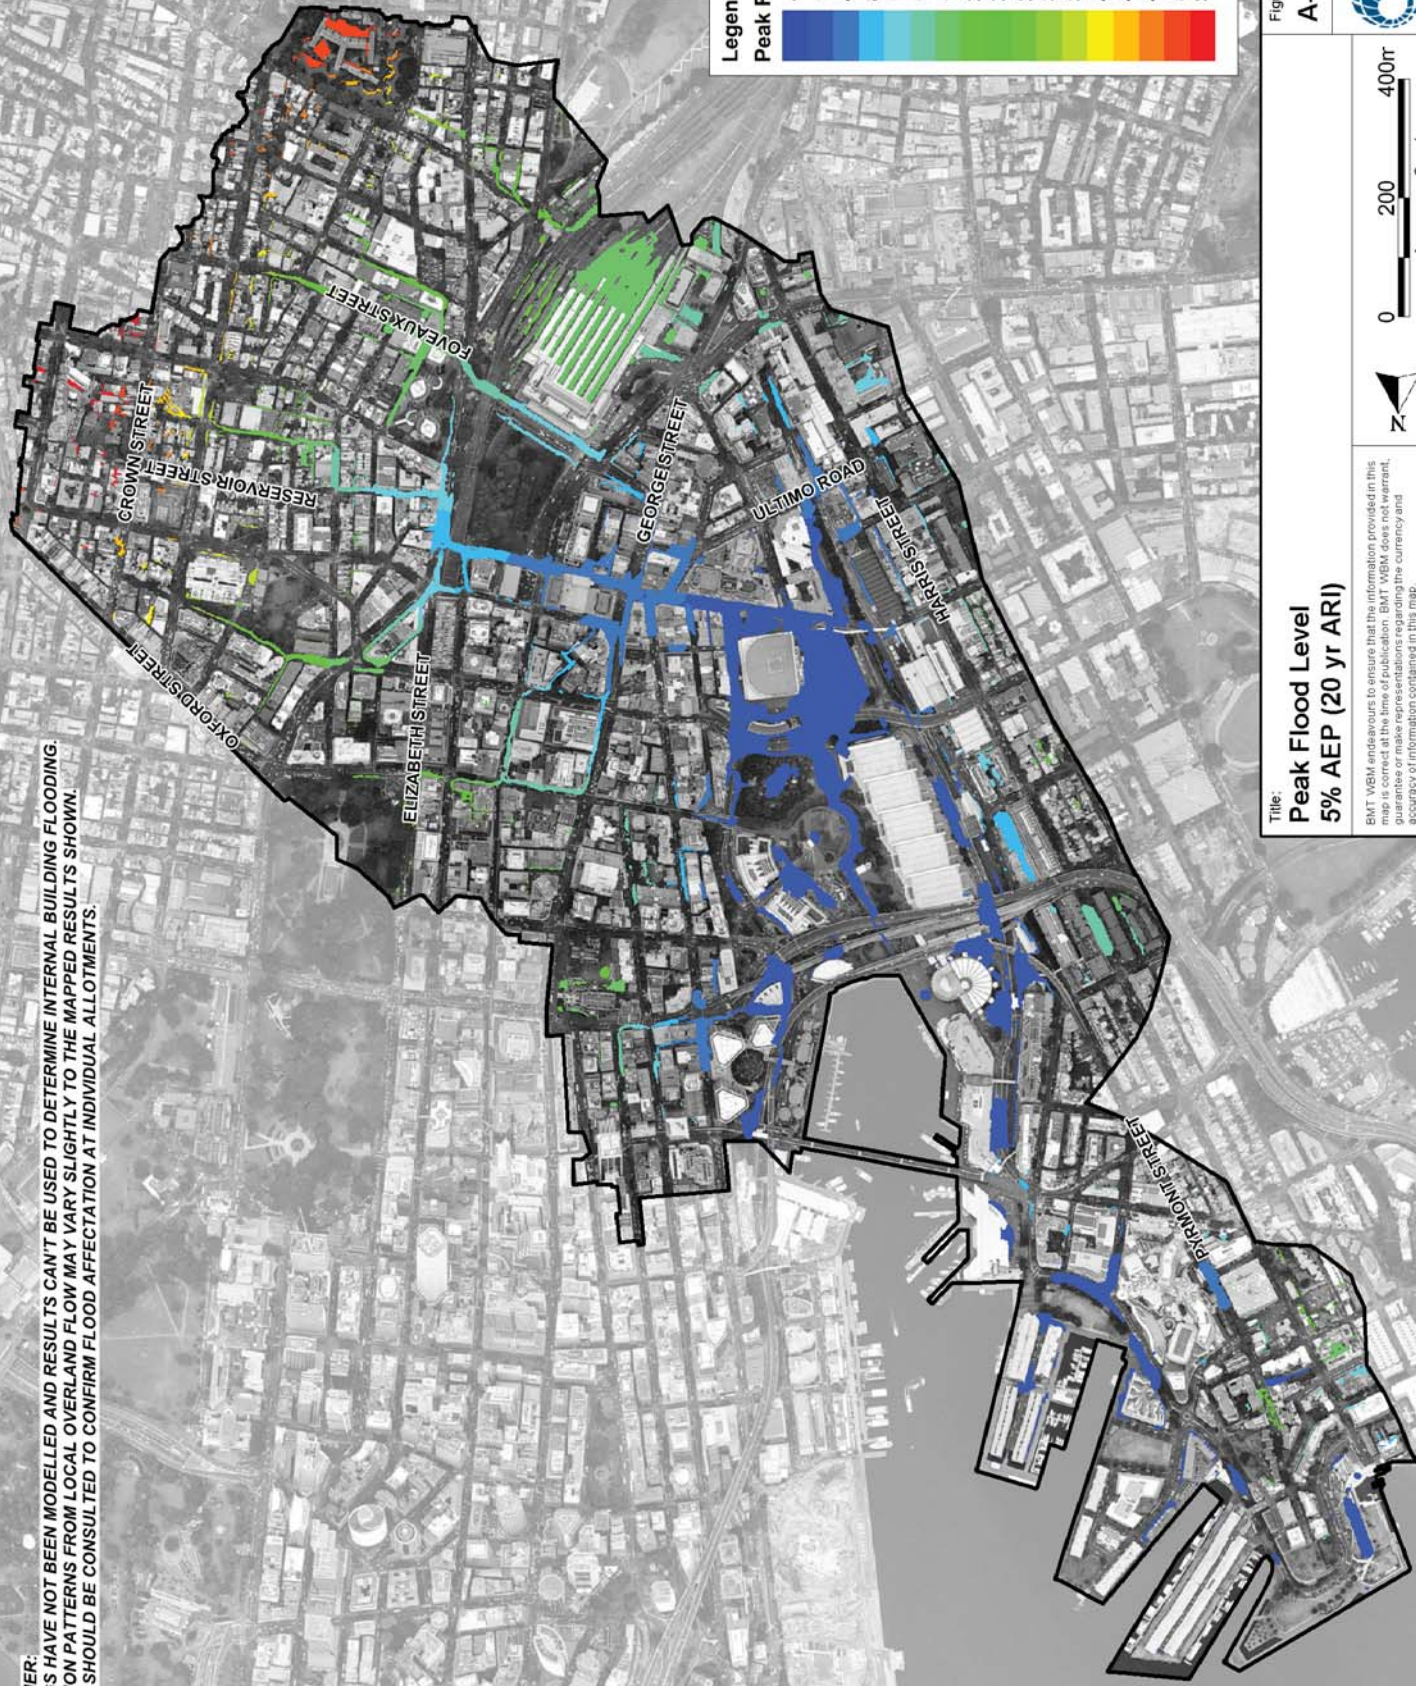 ER:
S HAVE NOT BEEN MODELLED AND RESULTS CAN'T BE USED TO DETERMINE INTERNAL BUILDING FLOODING.
ON PATTERNS FROM LOCAL OVERLAND FLOW MAY VARY SLIGHTLY TO THE MAPPED RESULTS SHOWN.
SHOULD BE CONSULTED TO CONFIRM FLOOD AFFECTATION AT INDIVIDUAL ALLOTMENTS.
OXFORD STREET
CROWN STREET
RESERVOIR STREET
FOVEAUX STREET
ELIZABETH STREET
GEORGE STREET
ULTIMO ROAD
HARRIS STREET
PYRMONT STREET
Legen
Peak F
Title:
Peak Flood Level
5% AEP (20 yr ARI)
BMT WBM endeavours to ensure that the information provided in this
map is correct at the time of publication. BMT WBM does not warrant,
guarantee or make representations regarding the currency and
accuracy of information contained in this map.
N
0 200 400m
Fig
A-